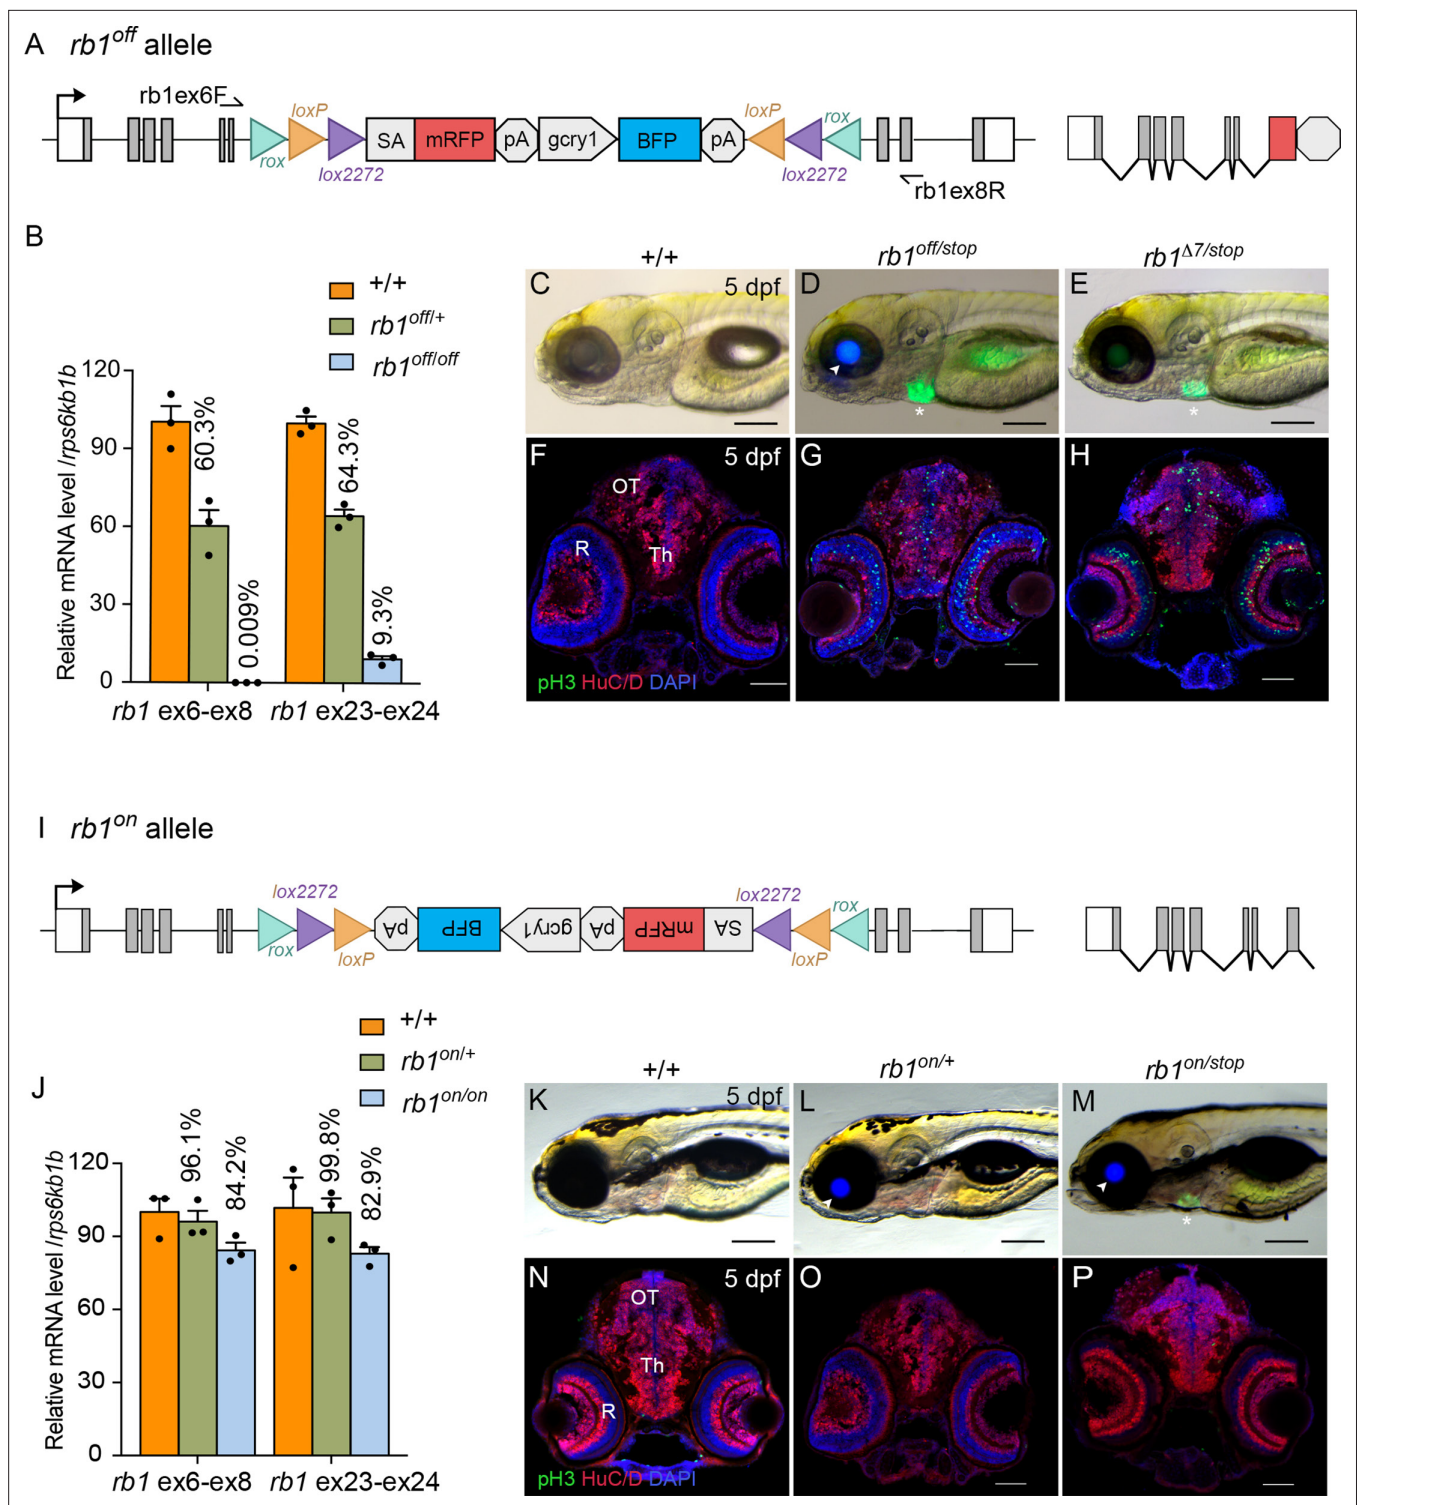 A rb1off allele
rb1ex6F
loxP
loxP
rox
SA mRFP pA gcry1 BFP pA
rox
lox2272
lox2272
rb1ex8R
B
+/+
rb1off/+
rb1off/off
Relative mRNA level /rps6kb1b
120
90
60
30
0
60.3%
0.009%
64.3%
9.3%
rb1 ex6-ex8
rb1 ex23-ex24
+/+
rb1off/stop
rb1Δ7/stop
C 5 dpf
D
*
E
*
F 5 dpf
OT
R
Th
pH3 HuC/D DAPI
G
H
I rb1on allele
lox2272
lox2272
rox
pA BFP gcry1 pA mRFP SA
rox
loxP
loxP
J
+/+
rb1on/+
rb1on/on
Relative mRNA level /rps6kb1b
120
90
60
30
0
96.1%
84.2%
99.8%
82.9%
rb1 ex6-ex8
rb1 ex23-ex24
+/+
rb1on/+
rb1on/stop
K 5 dpf
L
M
*
N 5 dpf
OT
Th
R
pH3 HuC/D DAPI
O
P